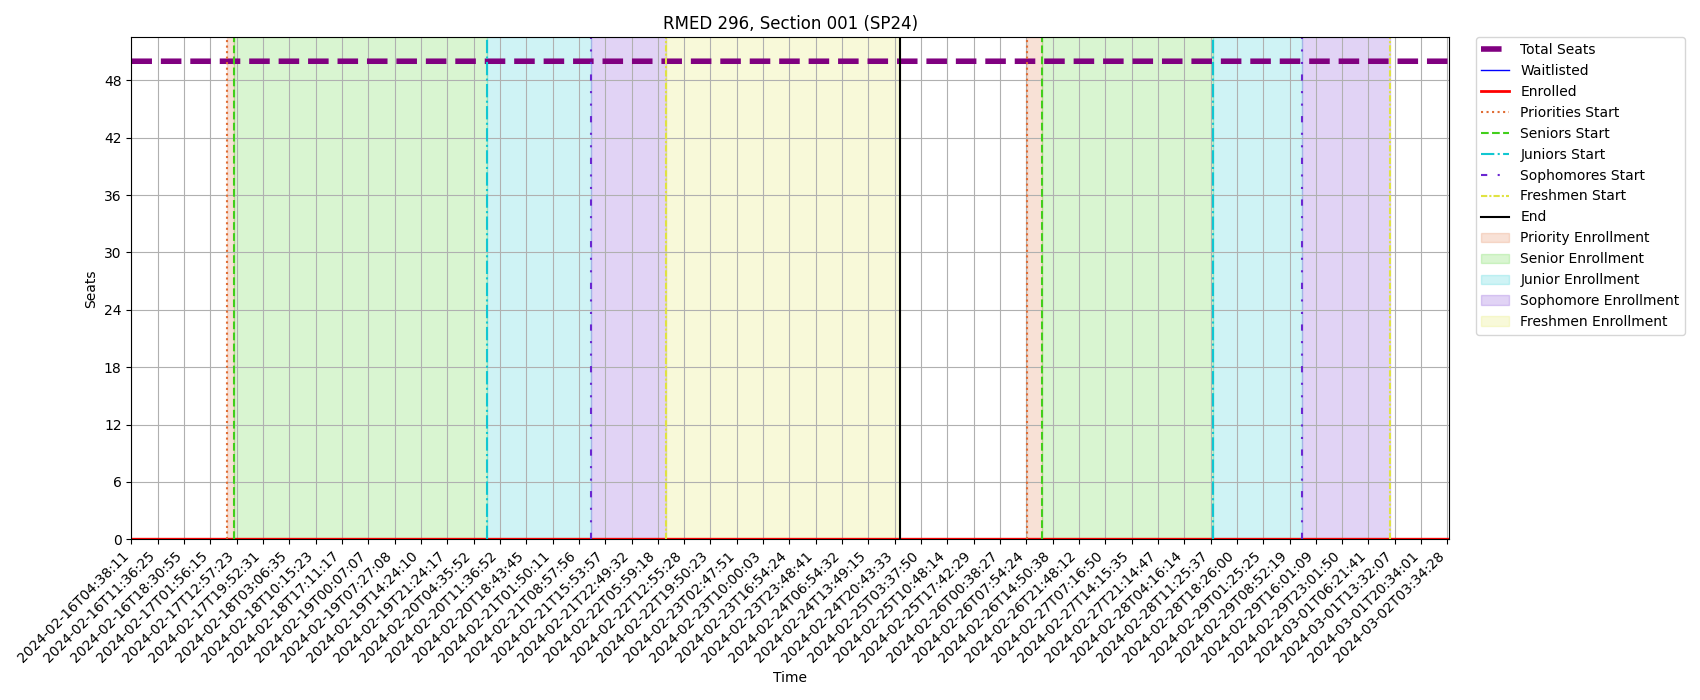 RMED 296, Section 001 (SP24)
Seats
48
42
36
30
24
18
12
6
0
2024-02-16T04:38:11
2024-02-16T11:36:25
2024-02-16T18:30:55
2024-02-17T01:56:15
2024-02-17T12:57:23
2024-02-17T19:52:31
2024-02-18T03:06:35
2024-02-18T10:15:23
2024-02-18T17:11:17
2024-02-19T00:07:07
2024-02-19T07:27:08
2024-02-19T14:24:10
2024-02-19T21:24:17
2024-02-20T04:35:52
2024-02-20T11:36:52
2024-02-20T18:43:45
2024-02-21T01:50:11
2024-02-21T08:57:56
2024-02-21T15:53:57
2024-02-21T22:49:32
2024-02-22T05:59:18
2024-02-22T12:55:28
2024-02-22T19:50:23
2024-02-23T02:47:51
2024-02-23T10:00:03
2024-02-23T16:54:24
2024-02-23T23:48:41
2024-02-24T06:54:32
2024-02-24T13:49:15
2024-02-24T20:43:33
2024-02-25T03:37:50
2024-02-25T10:48:14
2024-02-25T17:42:29
2024-02-26T00:38:27
2024-02-26T07:54:24
2024-02-26T14:50:38
2024-02-26T21:48:12
2024-02-27T07:16:50
2024-02-27T14:15:35
2024-02-27T21:14:47
2024-02-28T04:16:14
2024-02-28T11:25:37
2024-02-28T18:26:00
2024-02-29T01:25:25
2024-02-29T08:52:19
2024-02-29T16:01:09
2024-02-29T23:01:50
2024-03-01T06:21:41
2024-03-01T13:32:07
2024-03-01T20:34:01
2024-03-02T03:34:28
Time
Total Seats
Waitlisted
Enrolled
Priorities Start
Seniors Start
Juniors Start
Sophomores Start
Freshmen Start
End
Priority Enrollment
Senior Enrollment
Junior Enrollment
Sophomore Enrollment
Freshmen Enrollment